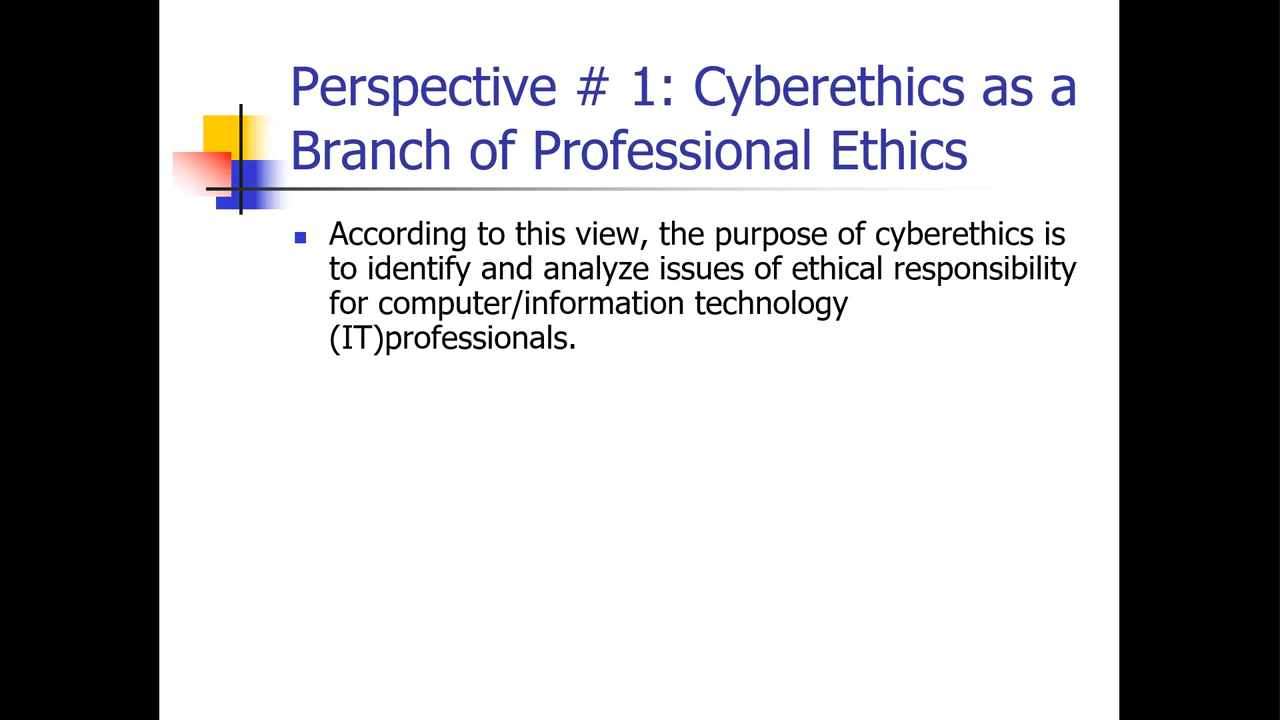 Perspective # 1: Cyberethics as a
Branch of Professional Ethics
According to this view, the purpose of cyberethics is
to identify and analyze issues of ethical responsibility
for computer/information technology
(IT)professionals.